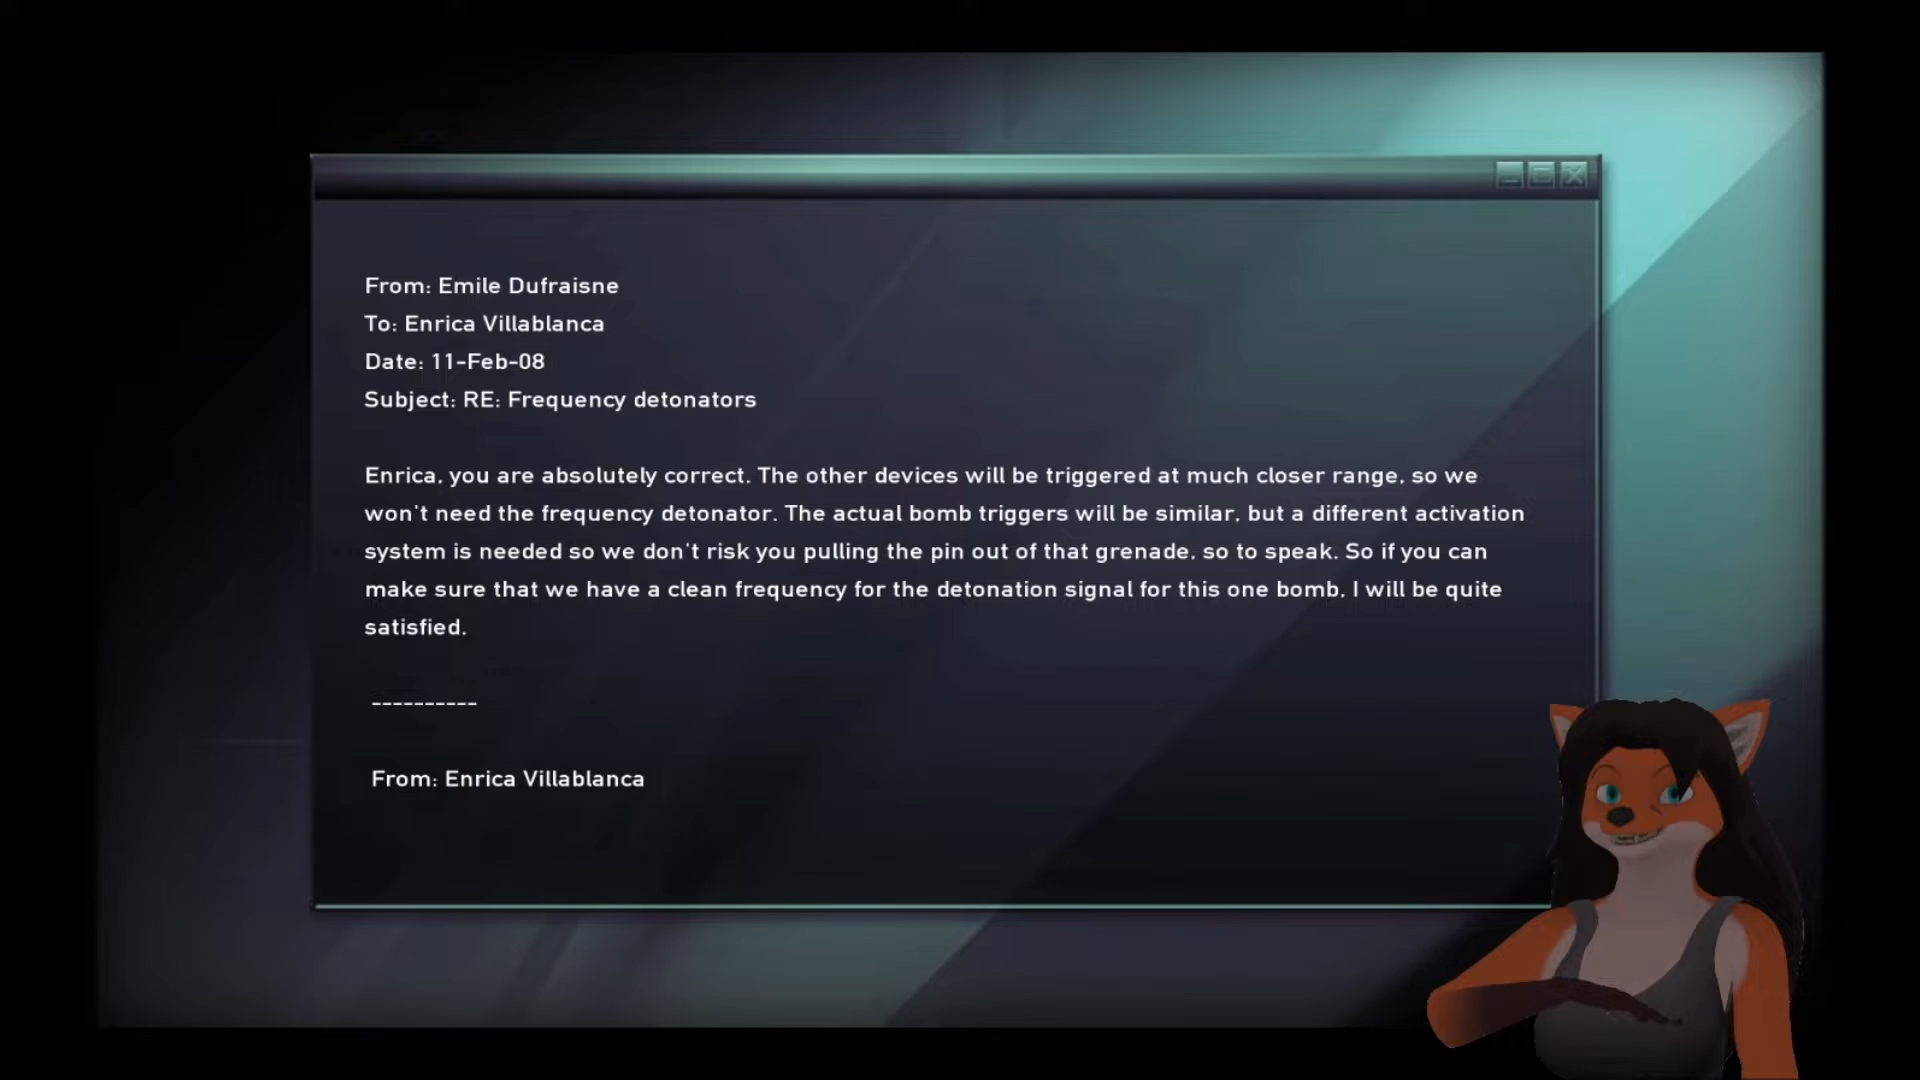 From: Emile Dufraisne
To: Enrica Villablanca
Date: 11-Feb-08
Subject: RE: Frequency detonators
Enrica, you are absolutely correct. The other devices will be triggered at much closer range, so we
won't need the frequency detonator. The actual bomb triggers will be similar, but a different activation
system is needed so we don't risk you pulling the pin out of that grenade, so to speak. So if you can
make sure that we have a clean frequency for the detonation signal for this one bomb, I will be quite
satisfied.
----------
From: Enrica Villablanca